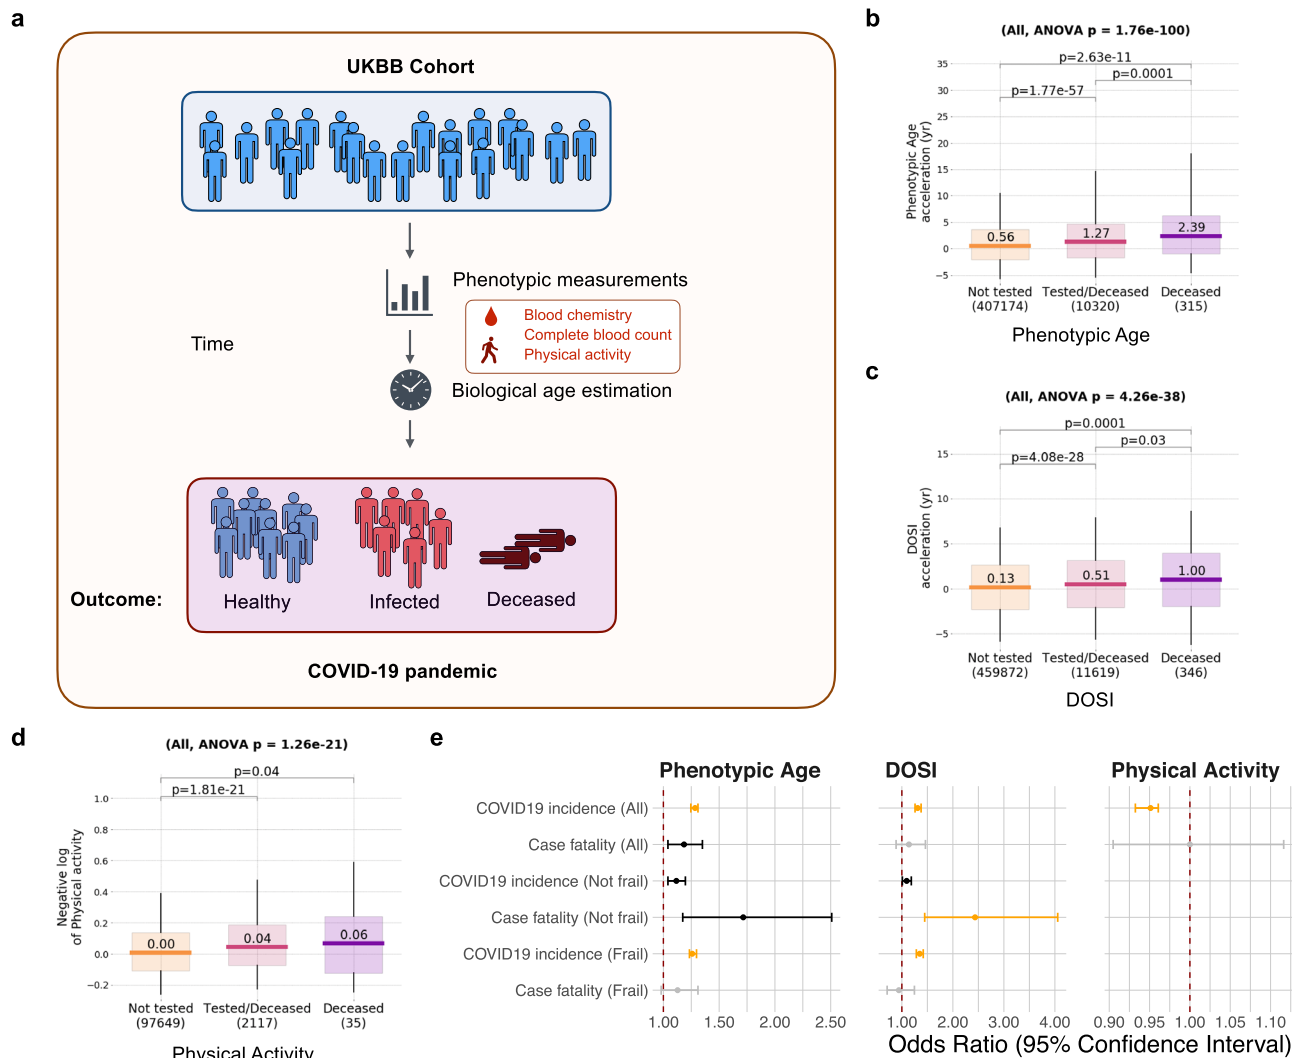 a
UKBB Cohort
Phenotypic measurements
Blood chemistry
Complete blood count
Physical activity
Time
Biological age estimation
Outcome:
Healthy
Infected
Deceased
COVID-19 pandemic
b
(All, ANOVA p = 1.76e-100)
p=2.63e-11
p=0.0001
p=1.77e-57
35
30
25
20
15
10
5
0
−5
Phenotypic Age
acceleration (yr)
0.56
1.27
2.39
Not tested
(407174)
Tested/Deceased
(10320)
Deceased
(315)
Phenotypic Age
c
(All, ANOVA p = 4.26e-38)
p=0.0001
p=0.03
p=4.08e-28
15
10
5
0
−5
DOSI
acceleration (yr)
0.13
0.51
1.00
Not tested
(459872)
Tested/Deceased
(11619)
Deceased
(346)
DOSI
d
(All, ANOVA p = 1.26e-21)
p=0.04
p=1.81e-21
1.0
0.8
0.6
0.4
0.2
0.0
−0.2
Negative log
of Physical activity
0.00
0.04
0.06
Not tested
(97649)
Tested/Deceased
(2117)
Deceased
(35)
Physical Activity
e
Phenotypic Age
DOSI
Physical Activity
COVID19 incidence (All)
Case fatality (All)
COVID19 incidence (Not frail)
Case fatality (Not frail)
COVID19 incidence (Frail)
Case fatality (Frail)
1.00 1.50 2.00 2.50
1.00 2.00 3.00 4.00
0.90 0.95 1.00 1.05 1.10
Odds Ratio (95% Confidence Interval)